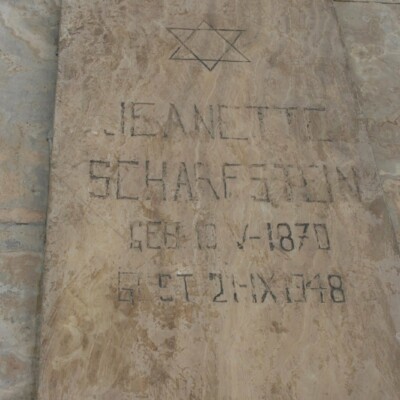 JEANETTE
SCHARFSTEIN
GEB. 10 V-1870
GEST. 21-IX 1948